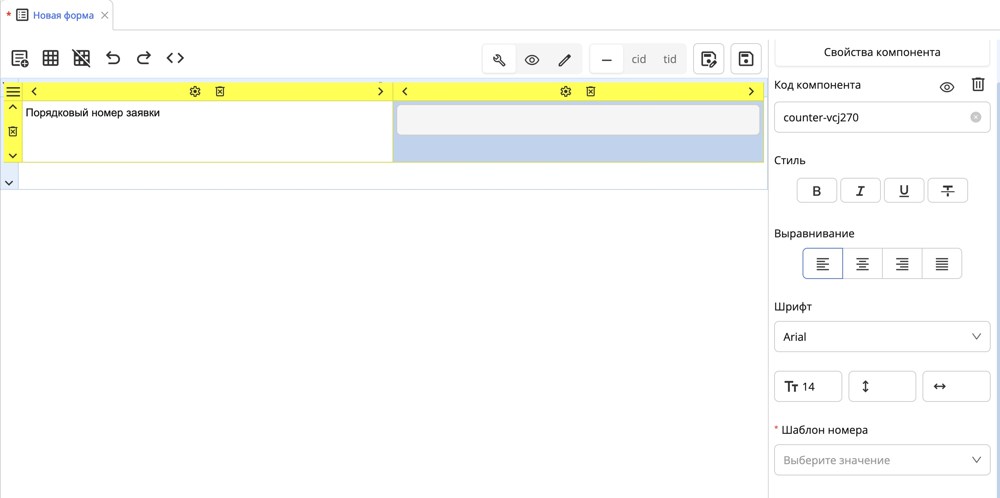 * Новая форма
cid tid
Порядковый номер заявки
Свойства компонента
Код компонента
counter-vcj270
Стиль
B I U T
Выравнивание
Шрифт
Arial
Tт 14
* Шаблон номера
Выберите значение